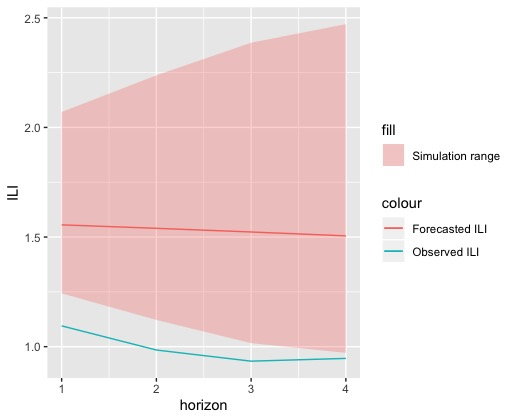 2.5
2.0
1.5
1.0
ILI
1 2 3 4
horizon
fill
Simulation range
colour
Forecasted ILI
Observed ILI